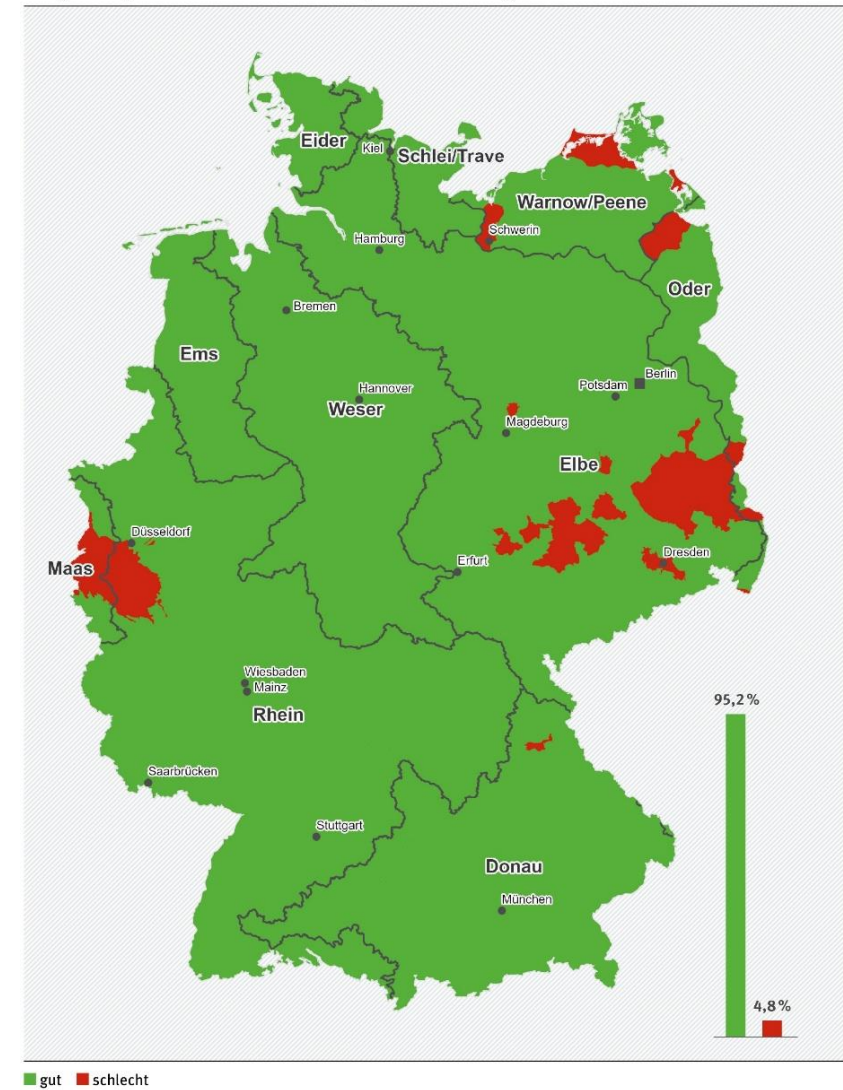 Eider
Kiel
Schlei/Trave
Warnow/Peene
Schwerin
Hamburg
Oder
Bremen
Ems
Berlin
Potsdam
Hannover
Weser
Magdeburg
Elbe
Düsseldorf
Dresden
Erfurt
Maas
Wiesbaden
Mainz
Rhein
95,2 %
Saarbrücken
Stuttgart
Donau
München
4,8 %
gut schlecht